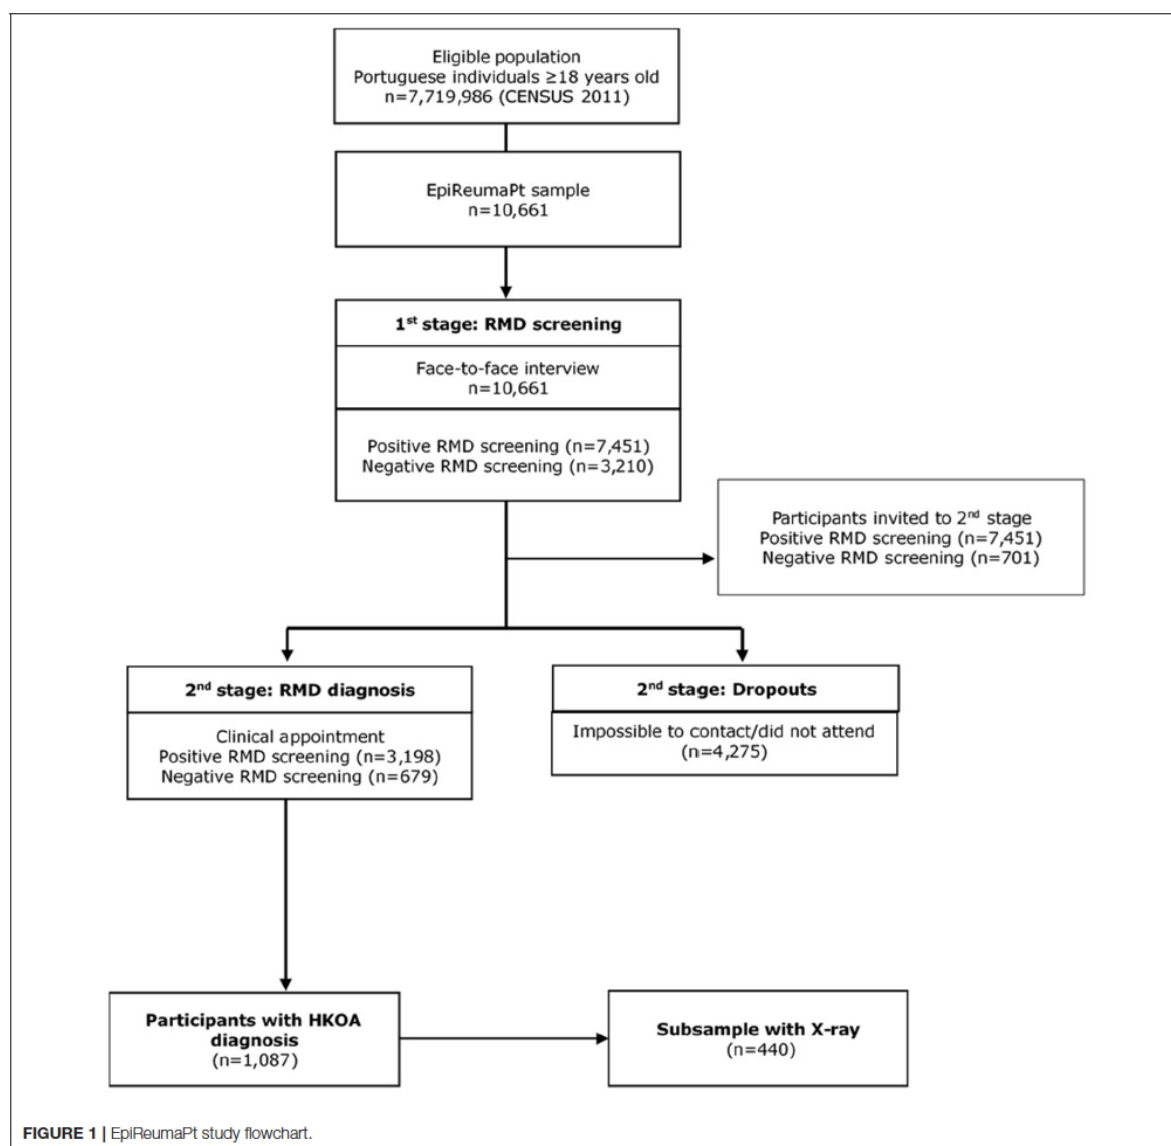 Eligible population
Portuguese individuals ≥18 years old
n=7,719,986 (CENSUS 2011)
EpiReumaPt sample
n=10,661
1st stage: RMD screening
Face-to-face interview
n=10,661
Positive RMD screening (n=7,451)
Negative RMD screening (n=3,210)
Participants invited to 2nd stage
Positive RMD screening (n=7,451)
Negative RMD screening (n=701)
2nd stage: RMD diagnosis
Clinical appointment
Positive RMD screening (n=3,198)
Negative RMD screening (n=679)
2nd stage: Dropouts
Impossible to contact/did not attend
(n=4,275)
Participants with HKOA
diagnosis
(n=1,087)
Subsample with X-ray
(n=440)
FIGURE 1 | EpiReumaPt study flowchart.